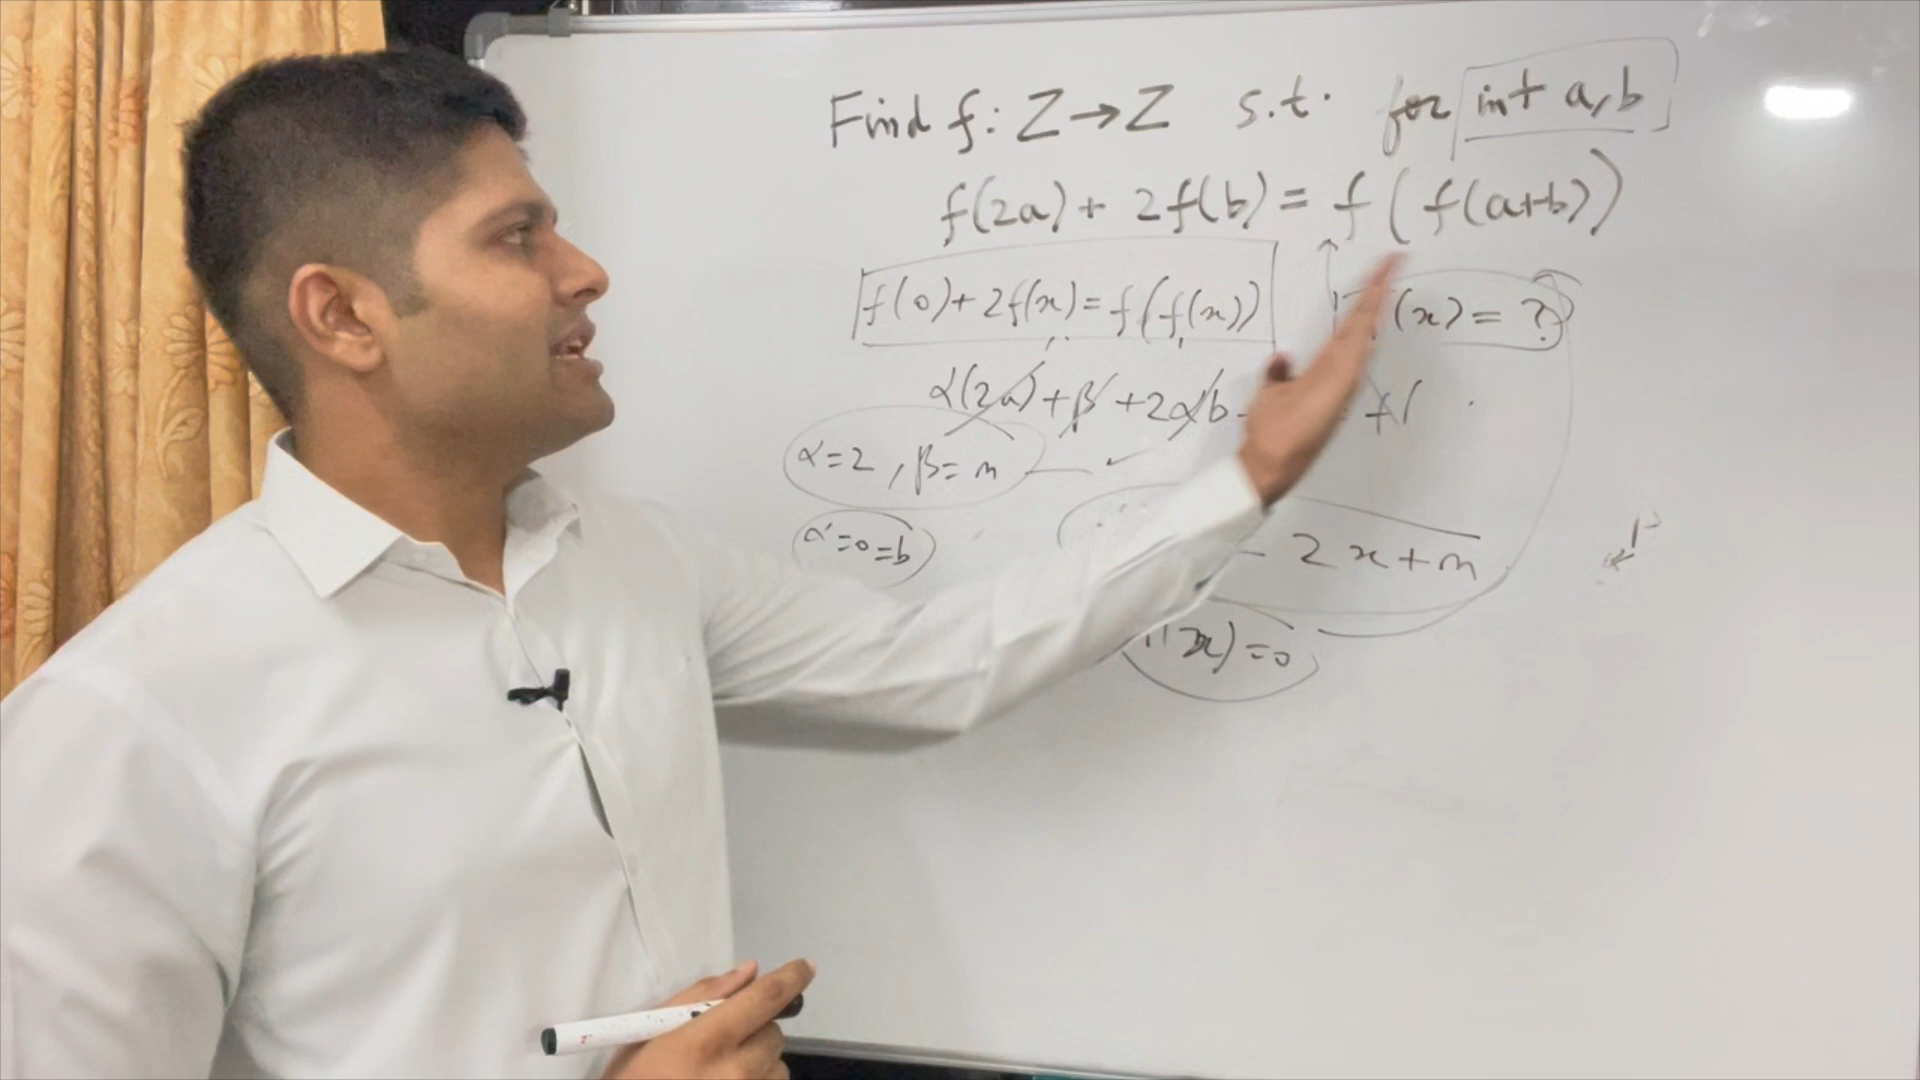 Find f: Z→Z s.t. for int a,b
f(2a) + 2f(b) = f(f(a+b))
f(0) + 2f(x) = f(f(x))
(x) = ?
α(2a) + β + 2αb
α=2, β=m
α=0=b
2x+m
x)=0